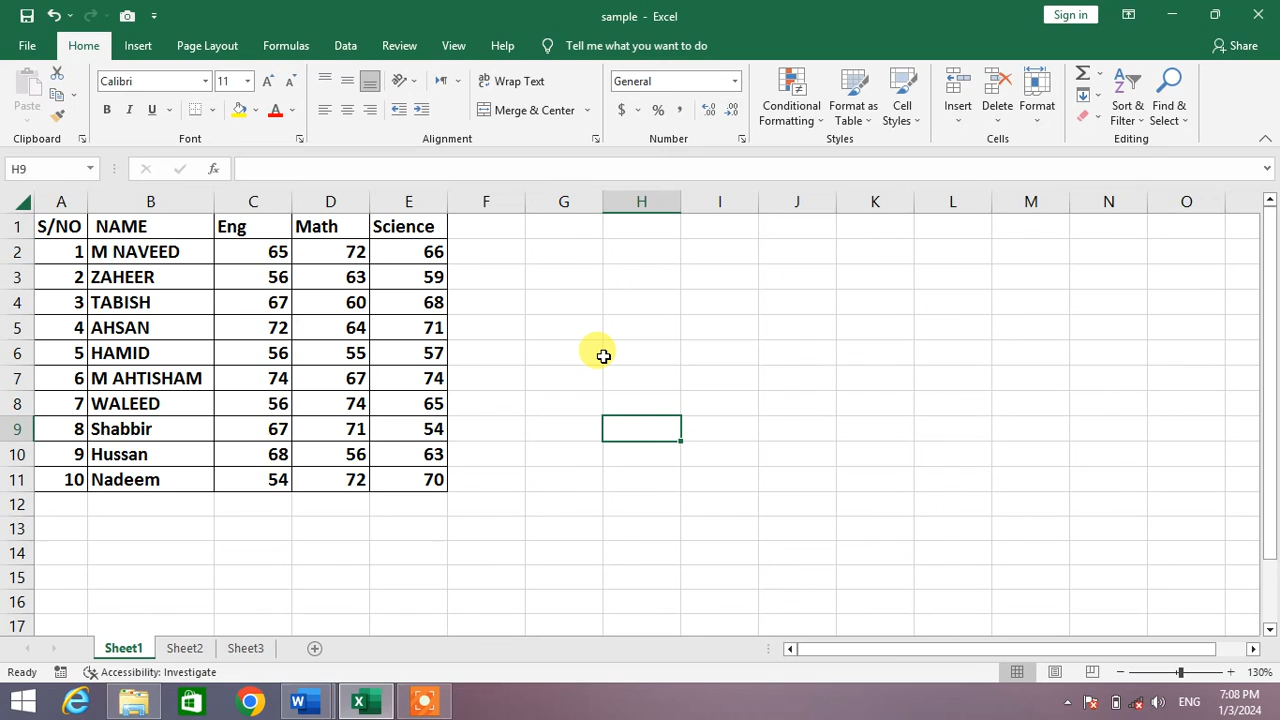 sample - Excel
Sign in
File Home Insert Page Layout Formulas Data Review View Help Tell me what you want to do Share
Paste
Calibri 11
B I U
Wrap Text
Merge & Center
General
$ % ,
Conditional Formatting
Format as Table
Cell Styles
Insert
Delete
Format
Sort & Filter
Find & Select
Clipboard Font Alignment Number Styles Cells Editing
H9 fx
A B C D E F G H I J K L M N O
1 S/NO NAME Eng Math Science
2 1 M NAVEED 65 72 66
3 2 ZAHEER 56 63 59
4 3 TABISH 67 60 68
5 4 AHSAN 72 64 71
6 5 HAMID 56 55 57
7 6 M AHTISHAM 74 67 74
8 7 WALEED 56 74 65
9 8 Shabbir 67 71 54
10 9 Hussan 68 56 63
11 10 Nadeem 54 72 70
12
13
14
15
16
17
Sheet1 Sheet2 Sheet3
Ready Accessibility: Investigate 130%
ENG
7:08 PM
1/3/2024